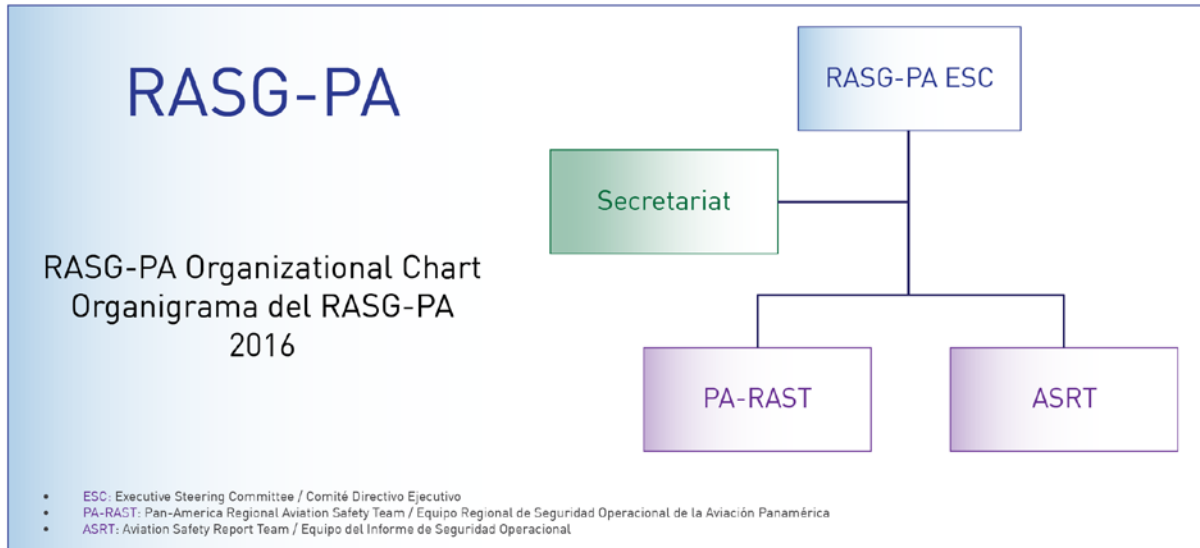 RASG-PA
RASG-PA Organizational Chart
Organigrama del RASG-PA
2016
RASG-PA ESC
Secretariat
PA-RAST
ASRT
• ESC: Executive Steering Committee / Comité Directivo Ejecutivo
• PA-RAST: Pan-America Regional Aviation Safety Team / Equipo Regional de Seguridad Operacional de la Aviación Panamérica
• ASRT: Aviation Safety Report Team / Equipo del Informe de Seguridad Operacional